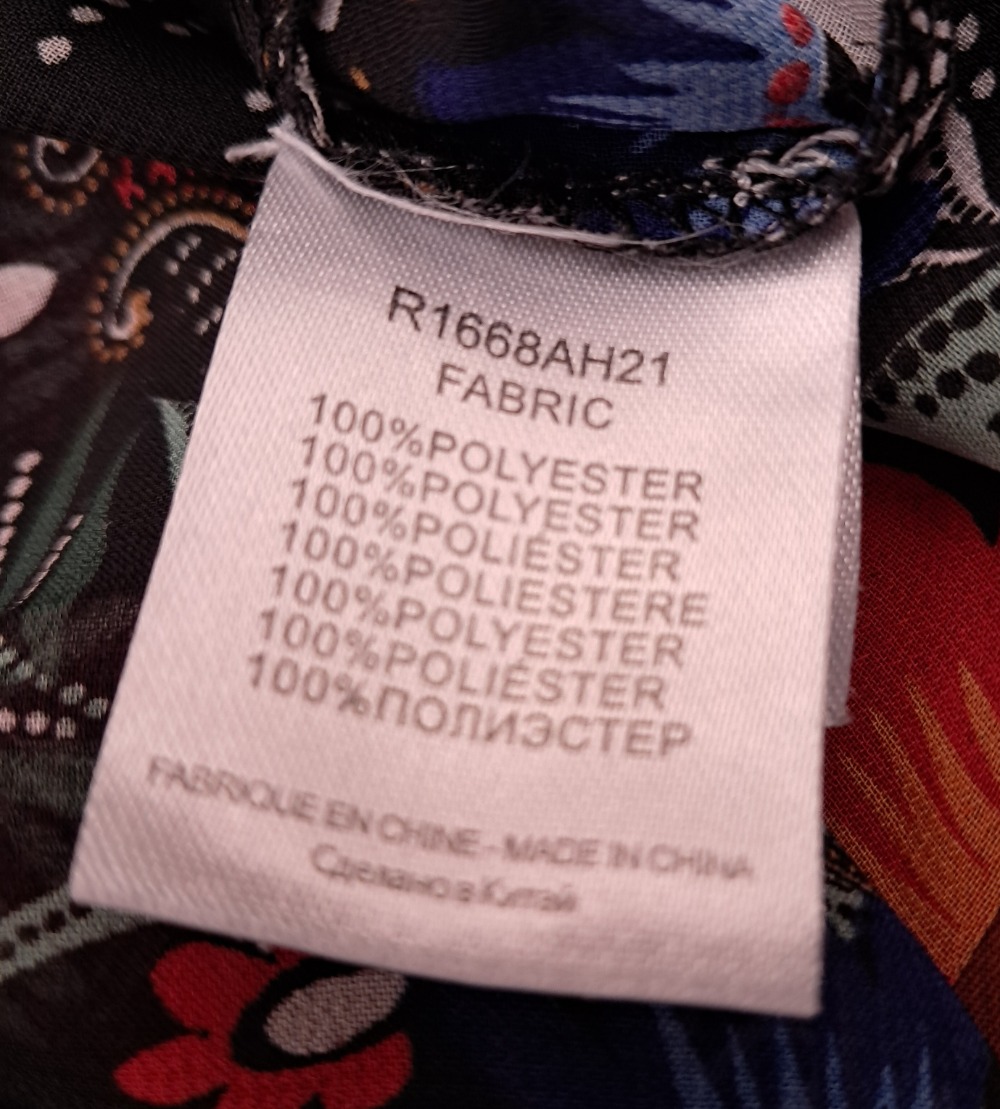 R1668AH21
FABRIC
100%POLYESTER
100%POLYESTER
100%POLIÉSTER
100%POLIESTERE
100%POLYESTER
100%POLIÉSTER
100%ПОЛИЭСТЕР
FABRIQUE EN CHINE - MADE IN CHINA
Сделано в Китай